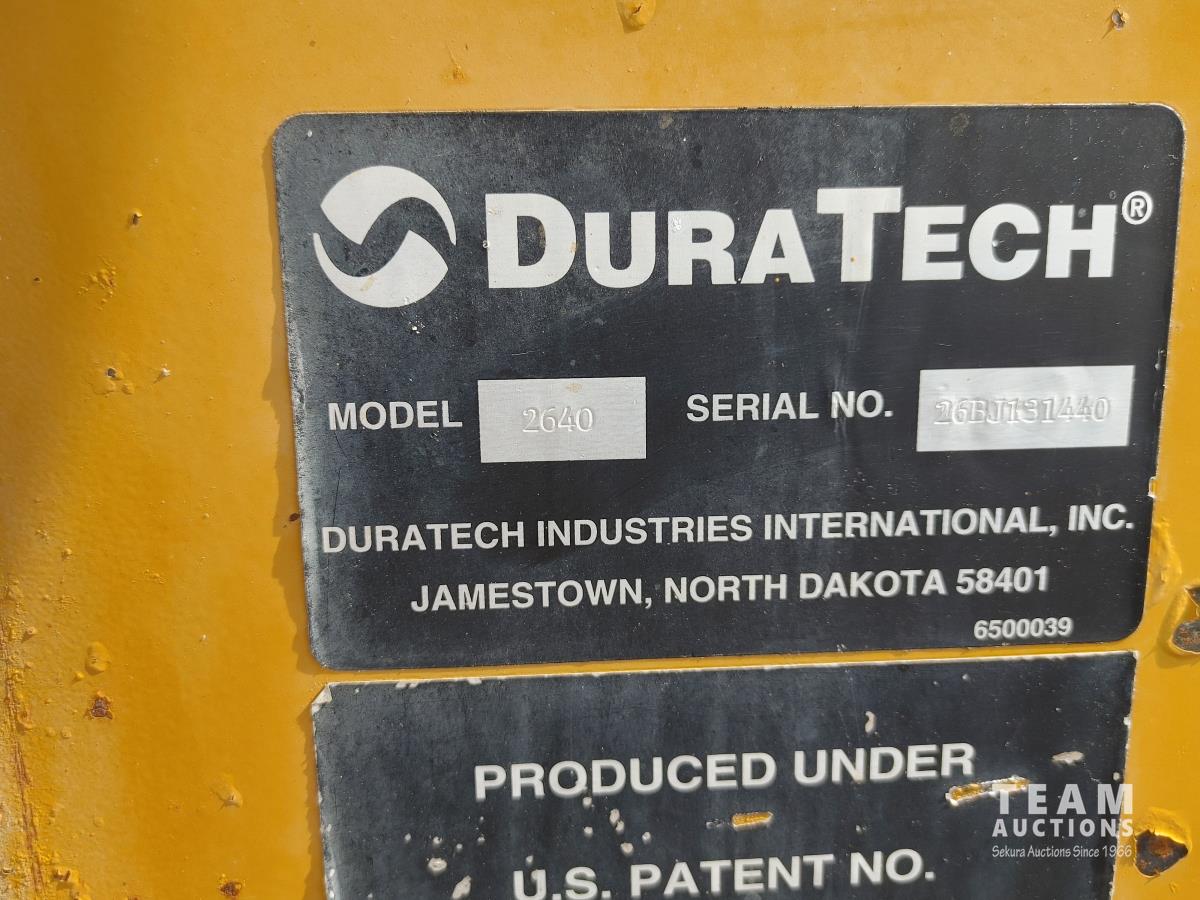 DURATECH®
MODEL 2640 SERIAL NO. 26BJ131440
DURATECH INDUSTRIES INTERNATIONAL, INC.
JAMESTOWN, NORTH DAKOTA 58401
6500039
PRODUCED UNDER
U.S. PATENT NO.
TEAM
AUCTIONS
Sekura Auctions Since 1966